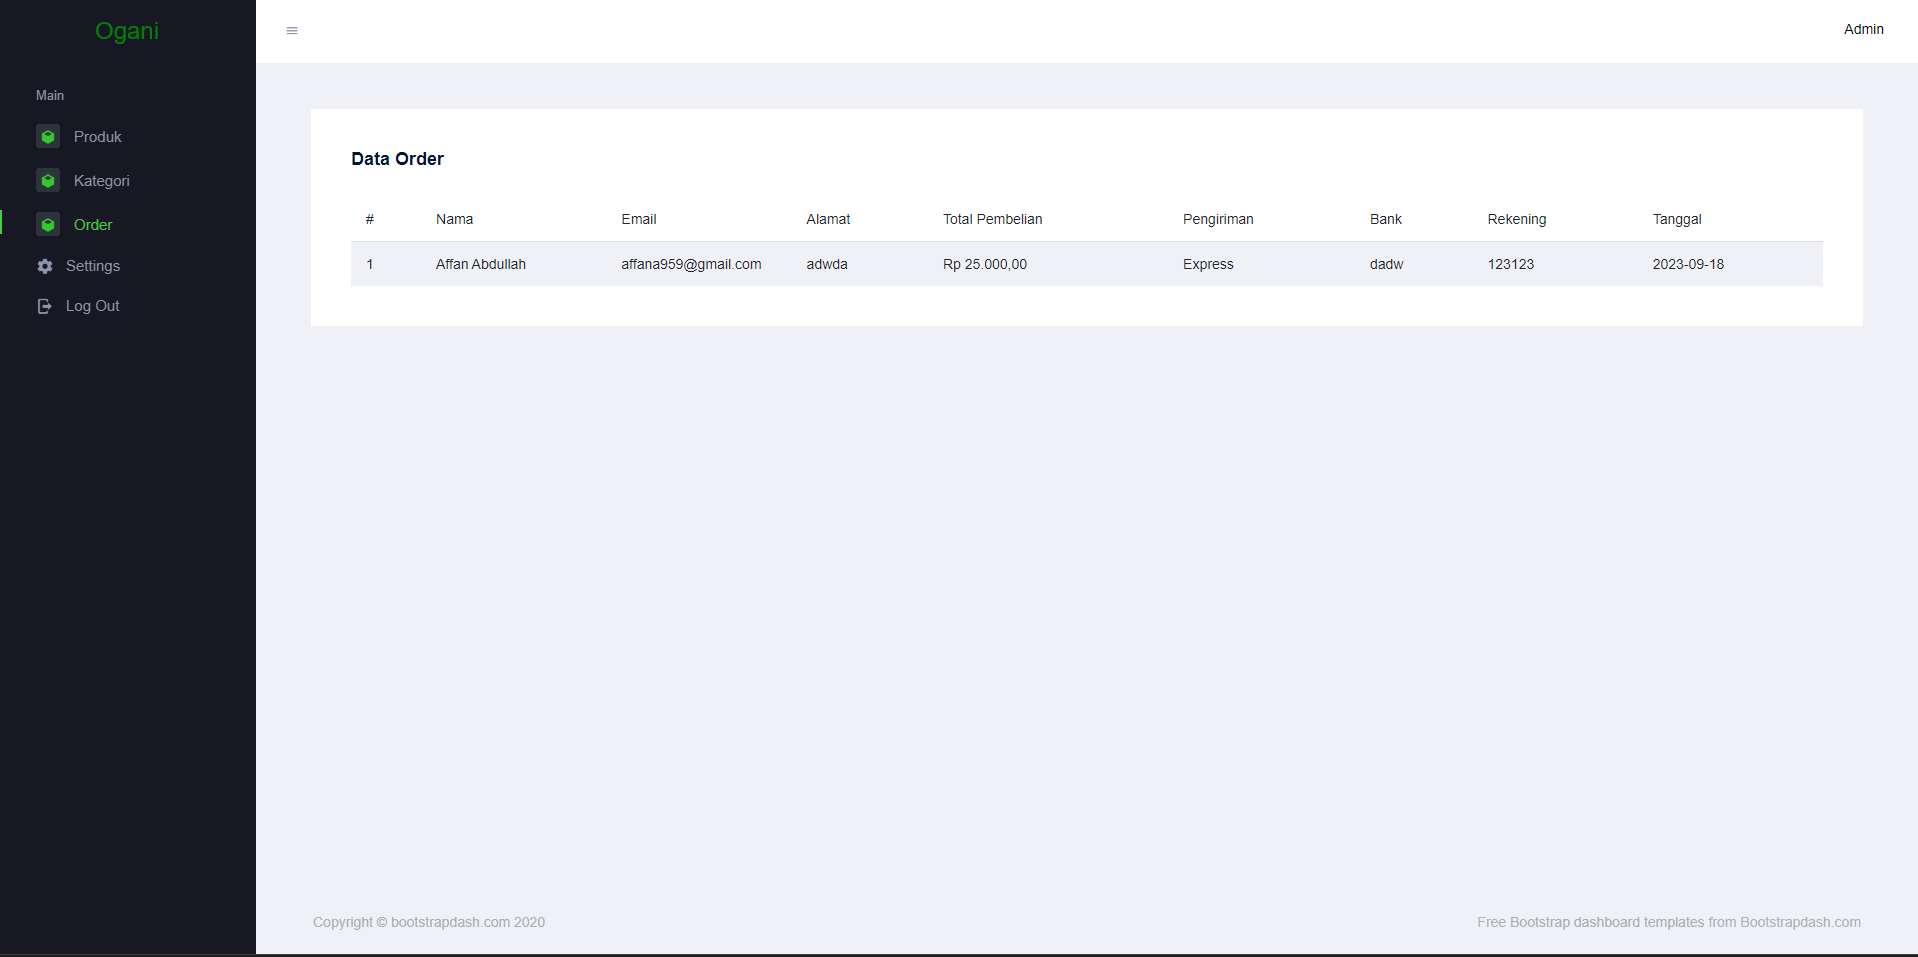 Ogani
Admin
Main
Produk
Kategori
Order
Settings
Log Out
Data Order
# Nama Email Alamat Total Pembelian Pengiriman Bank Rekening Tanggal
1 Affan Abdullah affana959@gmail.com adwda Rp 25.000,00 Express dadw 123123 2023-09-18
Copyright © bootstrapdash.com 2020
Free Bootstrap dashboard templates from Bootstrapdash.com